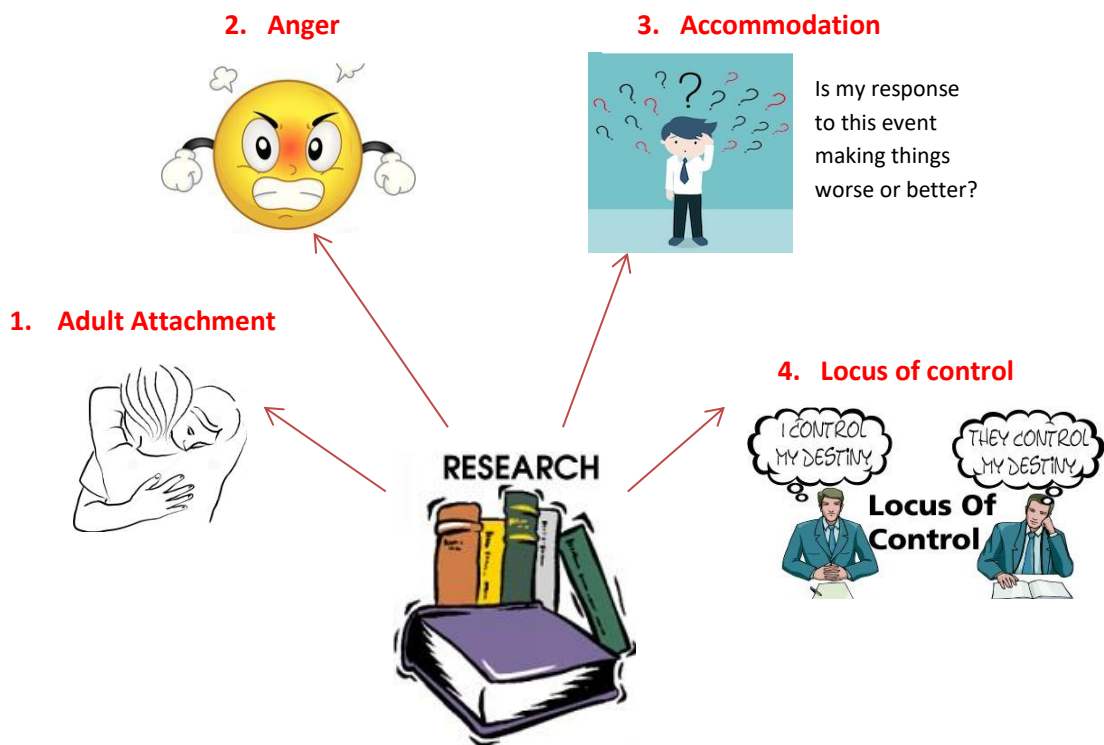 2. Anger
3. Accommodation
Is my response
to this event
making things
worse or better?
1. Adult Attachment
4. Locus of control
I CONTROL
MY DESTINY
THEY CONTROL
MY DESTINY
Locus Of
Control
RESEARCH